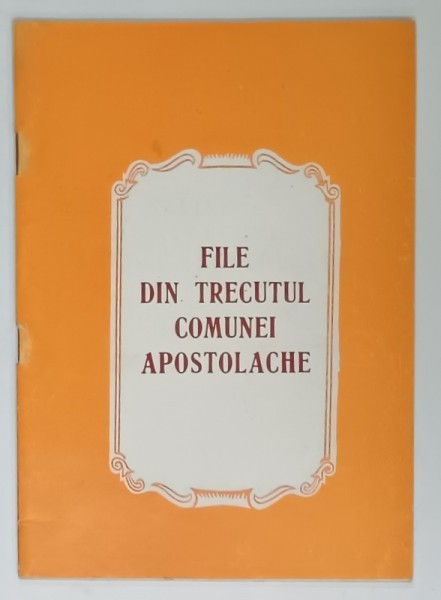 FILE
DIN TRECUTUL
COMUNEI
APOSTOLACHE